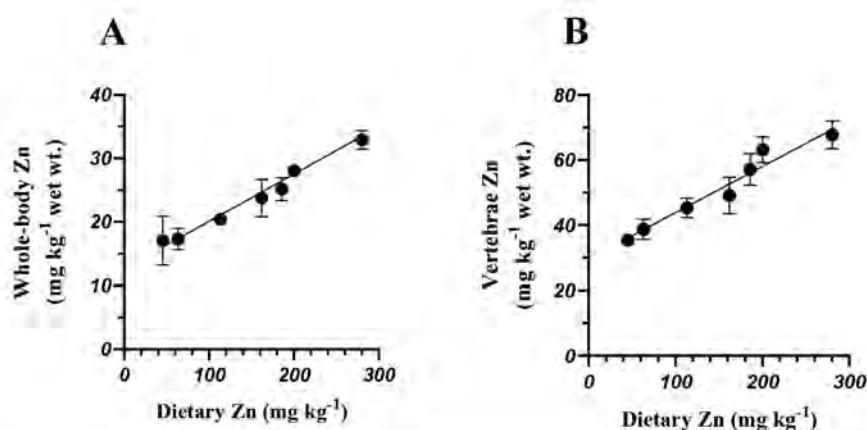 A
B
40
30
20
10
0
0 100 200 300
Whole-body Zn
(mg kg⁻¹ wet wt.)
Dietary Zn (mg kg⁻¹)
80
60
40
20
0
0 100 200 300
Vertebrae Zn
(mg kg⁻¹ wet wt.)
Dietary Zn (mg kg⁻¹)